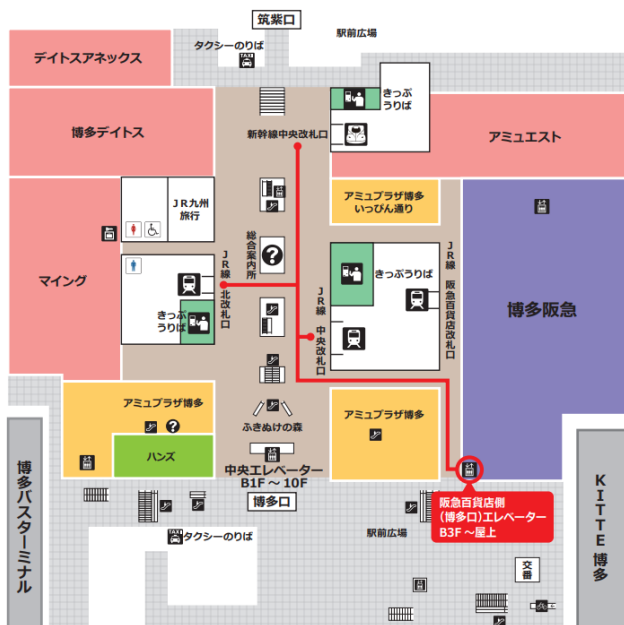 筑紫口
駅前広場
タクシーのりば
TAXI
デイトスアネックス
きっぷ
うりば
博多デイトス
新幹線中央改札口
アミュエスト
JR九州
旅行
アミュプラザ博多
いっぴん通り
総合案内所
?
マイング
JR線 北改札口
きっぷうりば
JR線 阪急百貨店改札口
JR線 中央改札口
博多阪急
きっぷ
うりば
アミュプラザ博多
?
ふきぬけの森
アミュプラザ博多
ハンズ
中央エレベーター
B1F~10F
博多口
阪急百貨店側
(博多口)エレベーター
B3F~屋上
博多バスターミナル
KITTE博多
TAXI
タクシーのりば
駅前広場
交番